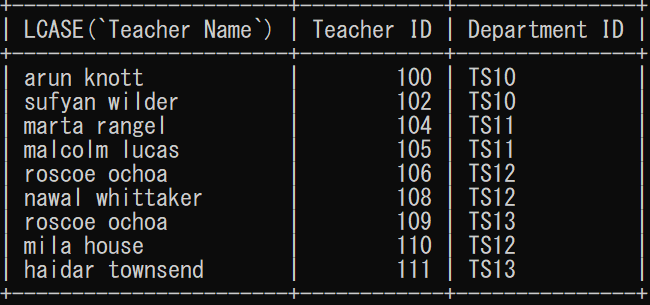 +-----------------------+------------+---------------+
| LCASE(`Teacher Name`) | Teacher ID | Department ID |
+-----------------------+------------+---------------+
| arun knott            |        100 | TS10          |
| sufyan wilder         |        102 | TS10          |
| marta rangel          |        104 | TS11          |
| malcolm lucas         |        105 | TS11          |
| roscoe ochoa          |        106 | TS12          |
| nawal whittaker       |        108 | TS12          |
| roscoe ochoa          |        109 | TS13          |
| mila house            |        110 | TS12          |
| haidar townsend       |        111 | TS13          |
+-----------------------+------------+---------------+